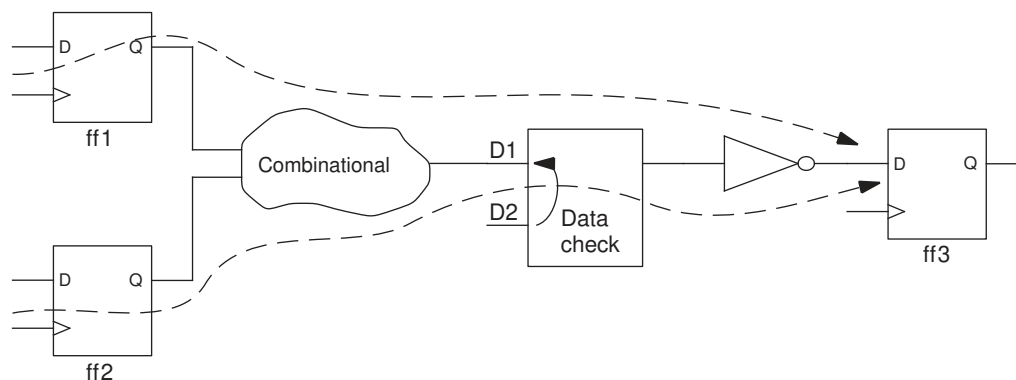 D Q
ff1
Combinational
D1
D2
Data
check
D Q
ff3
D Q
ff2